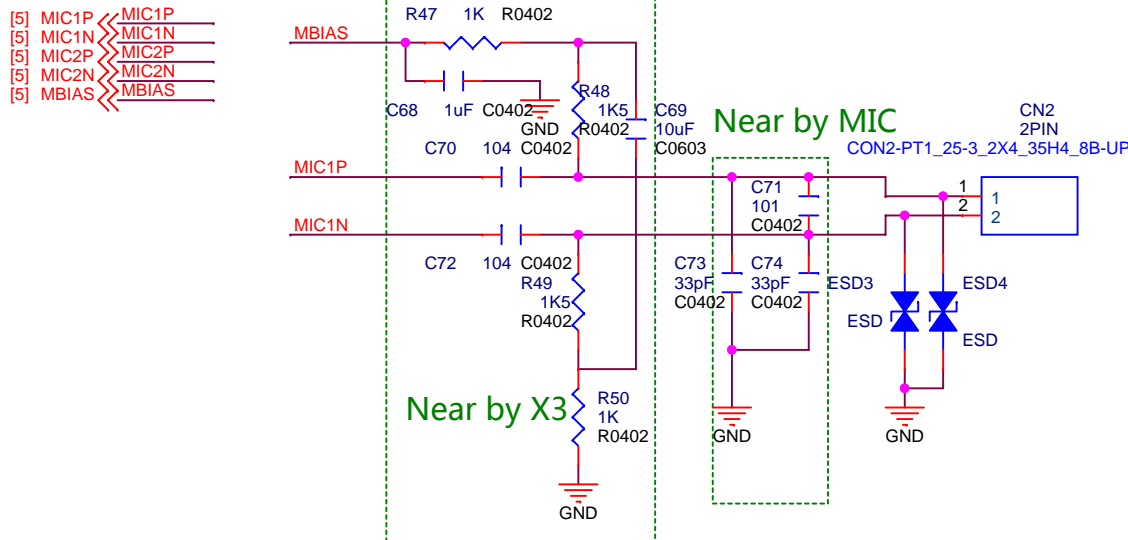 [5] MIC1P MIC1P
[5] MIC1N MIC1N
[5] MIC2P MIC2P
[5] MIC2N MIC2N
[5] MBIAS MBIAS
R47 1K R0402
MBIAS
C68 1uF C0402
GND
R48
1K5
R0402
C69
10uF
C0603
Near by MIC
CN2
2PIN
CON2-PT1_25-3_2X4_35H4_8B-UP
C70 104 C0402
MIC1P
C71
101
C0402
1
2
1
2
MIC1N
C72 104 C0402
R49
1K5
R0402
C73
33pF
C0402
C74
33pF
C0402
ESD3
ESD
ESD4
ESD
Near by X3
R50
1K
R0402
GND
GND
GND